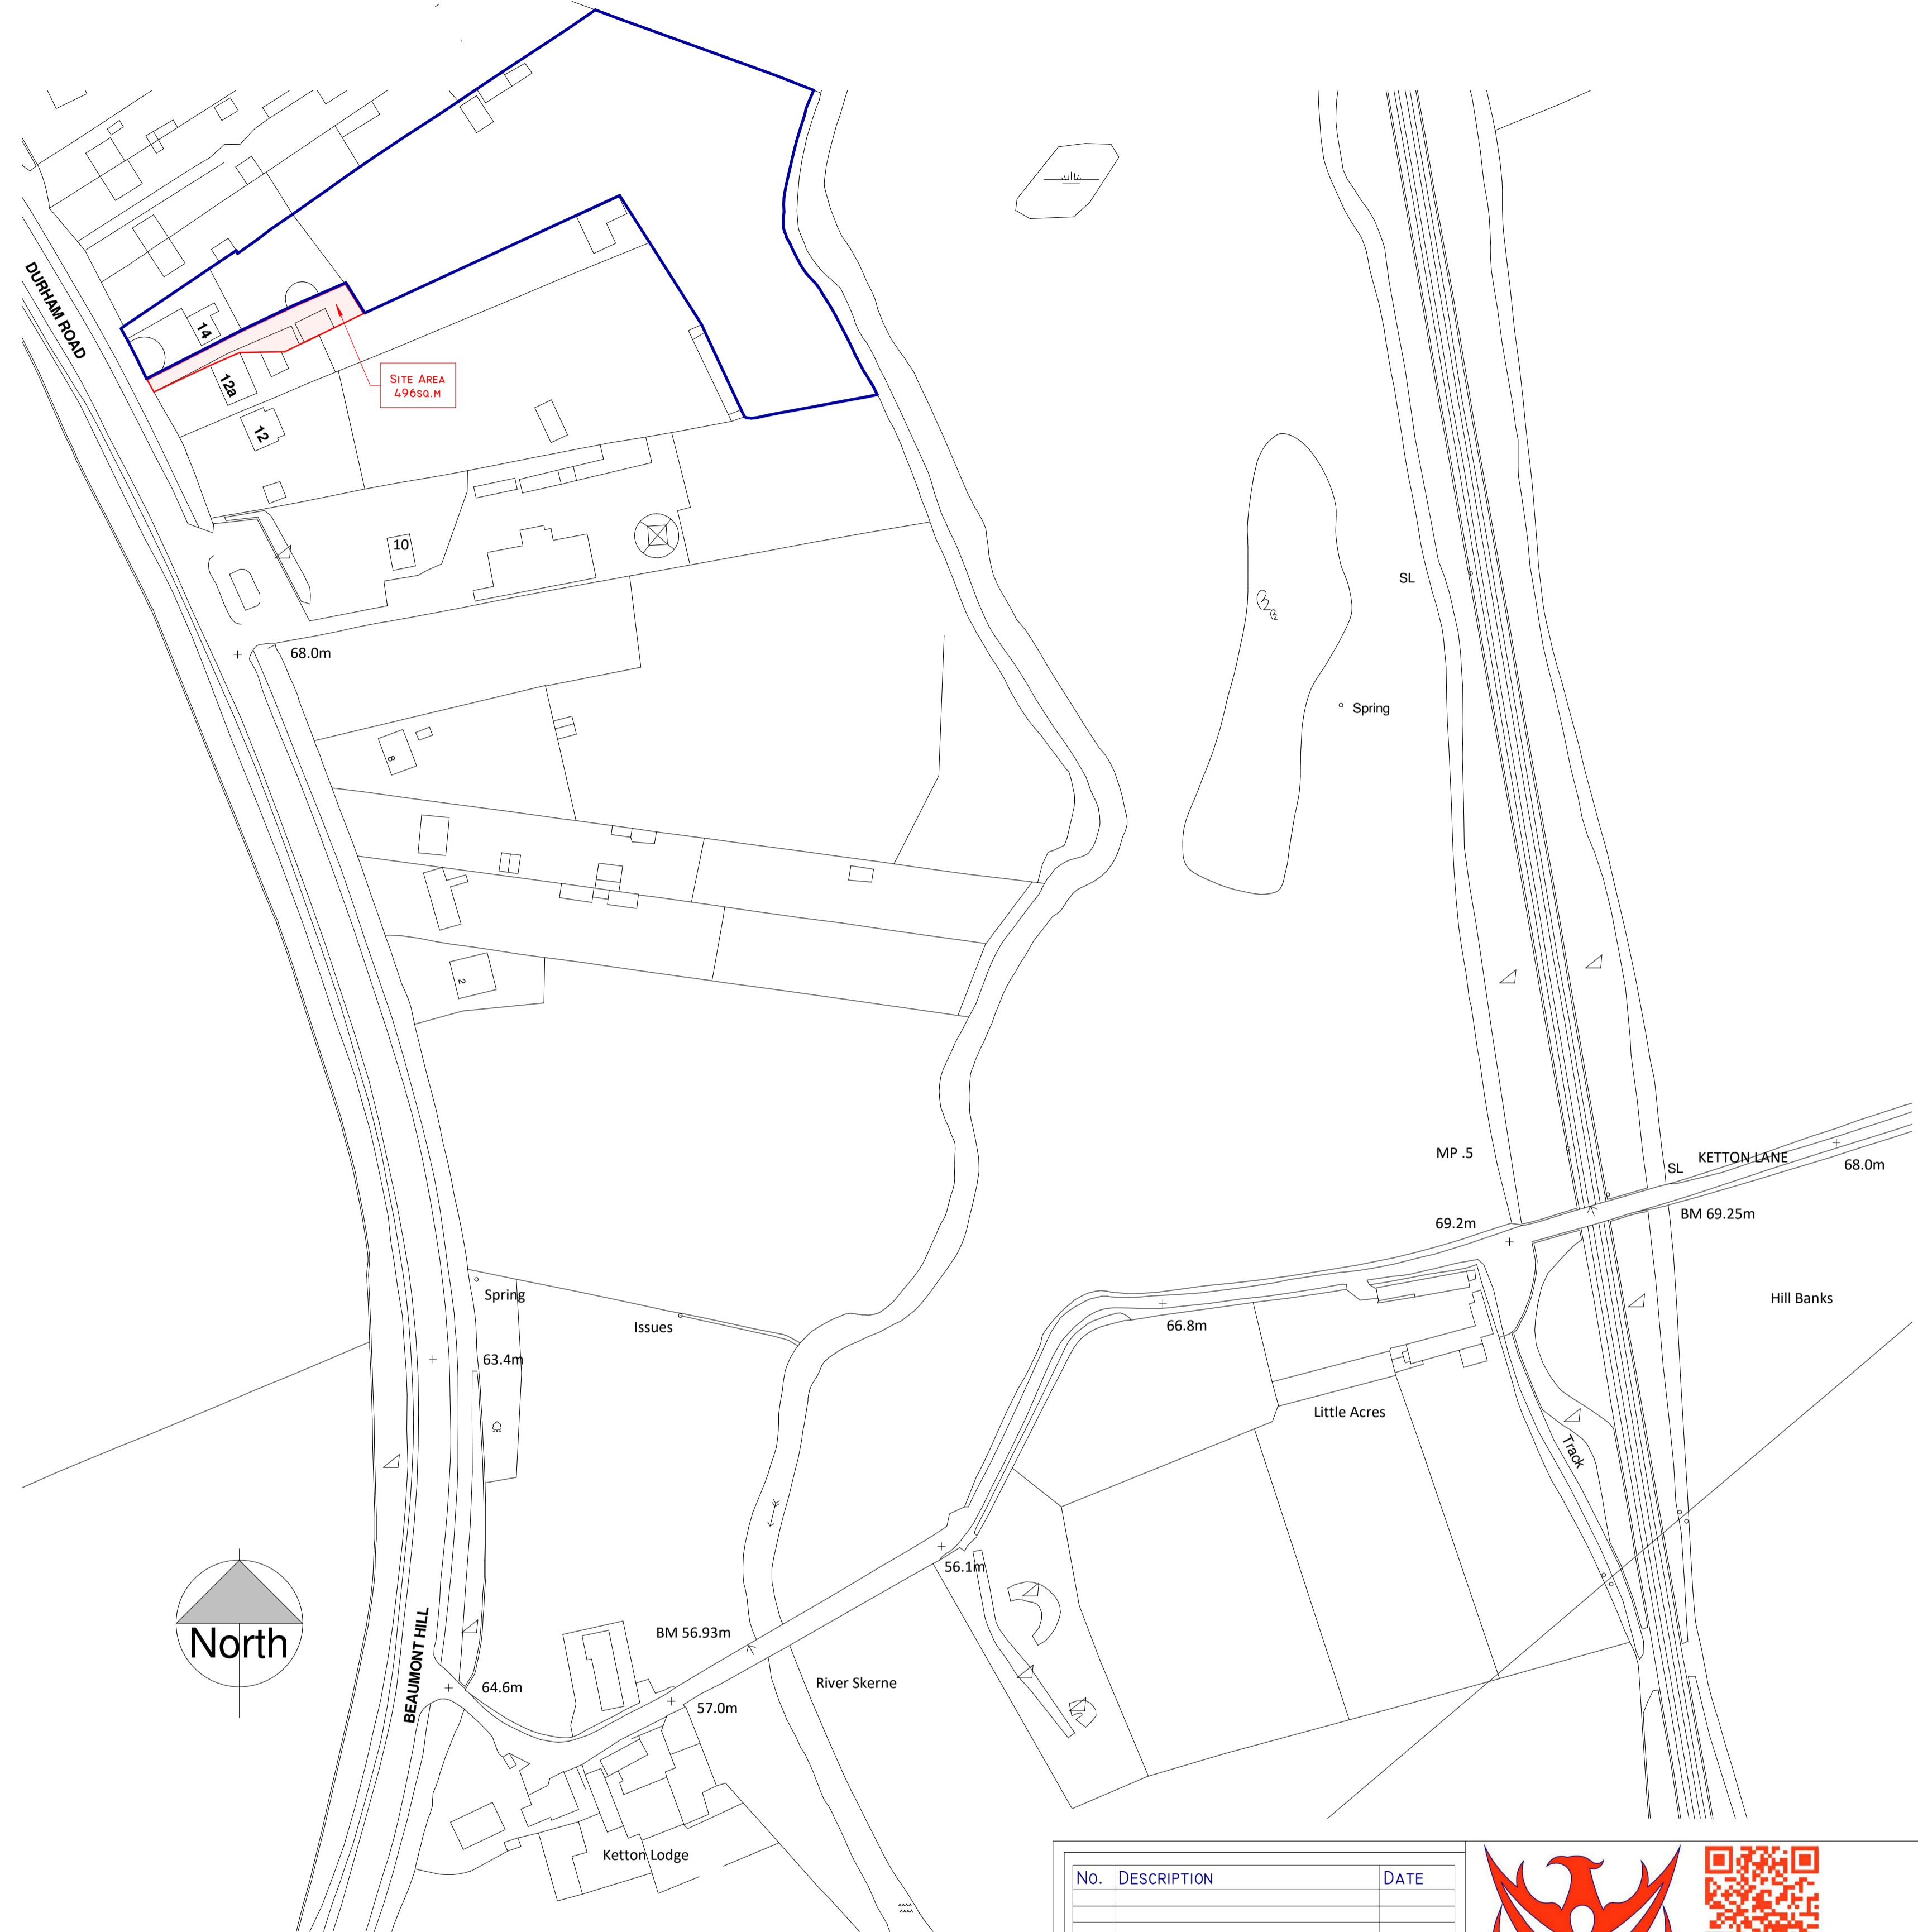 DURHAM ROAD
14
12a
SITE AREA
496SQ.M
12
10
SL
68.0m
Spring
8
2
MP .5
KETTON LANE
SL
68.0m
BM 69.25m
69.2m
Spring
Hill Banks
Issues
66.8m
63.4m
Little Acres
Track
56.1m
North
BEAUMONT HILL
BM 56.93m
River Skerne
64.6m
57.0m
Ketton Lodge
NO. DESCRIPTION DATE